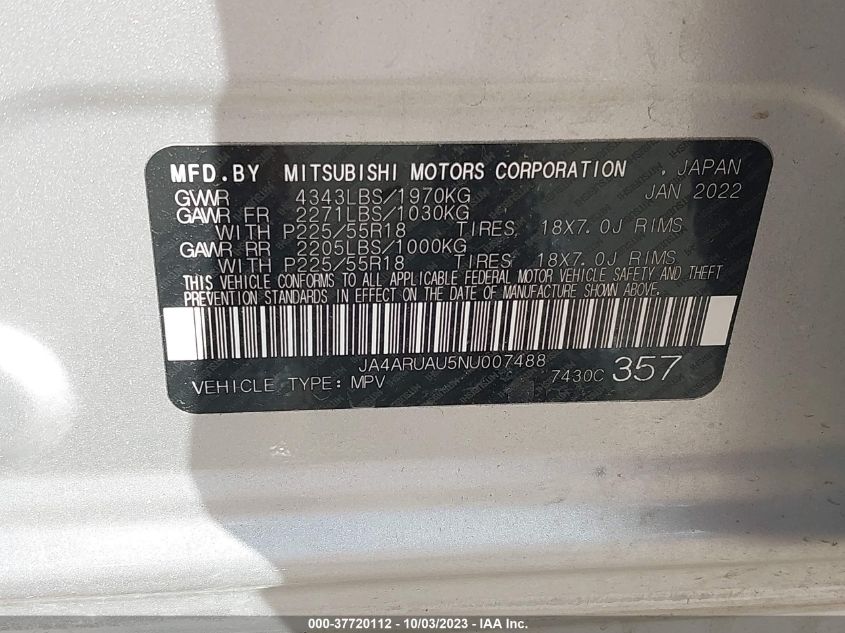 MFD.BY MITSUBISHI MOTORS CORPORATION , JAPAN
GVWR 4343LBS/1970KG JAN 2022
GAWR FR 2271LBS/1030KG
WITH P225/55R18 TIRES, 18X7.0J RIMS
GAWR RR 2205LBS/1000KG
WITH P225/55R18 TIRES 18X7.0J RIMS
THIS VEHICLE CONFORMS TO ALL APPLICABLE FEDERAL MOTOR VEHICLE SAFETY AND THEFT
PREVENTION STANDARDS IN EFFECT ON THE DATE OF MANUFACTURE SHOWN ABOVE.
JA4ARUAU5NU007488
VEHICLE TYPE: MPV 7430C 357
000-37720112 - 10/03/2023 - IAA Inc.